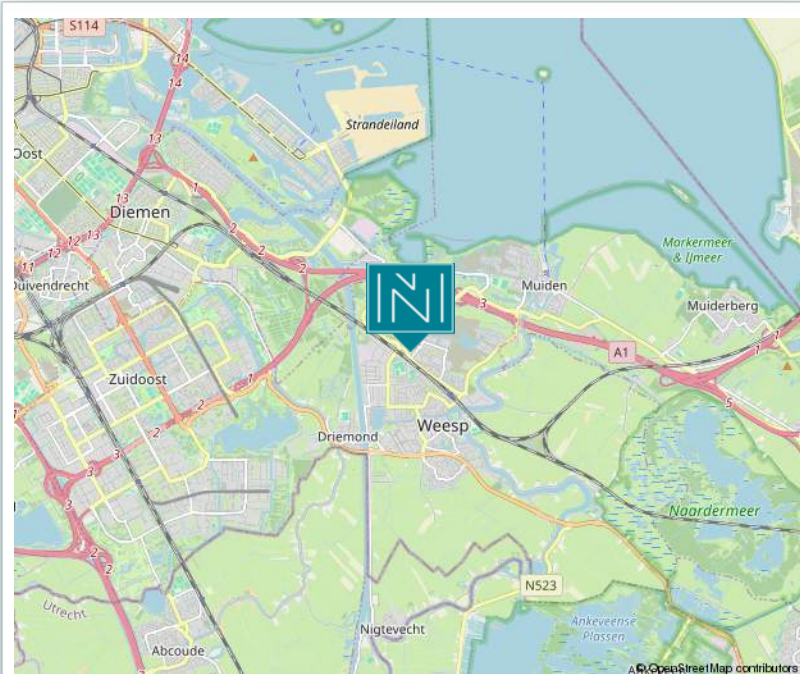 S114
14
14
Strandeiland
Oost
13
1
13
Diemen
2
13
12
12
2
11
2
Markermeer
& IJmeer
Duivendrecht
Muiden
3
Muiderberg
N
1
A1
1
Zuidoost
1
5
2
2
Weesp
Driemond
3
3
3
Naardermeer
2
2
N523
Utrecht
Ankeveense
Plassen
Nigtevecht
Abcoude
© OpenStreetMap contributors